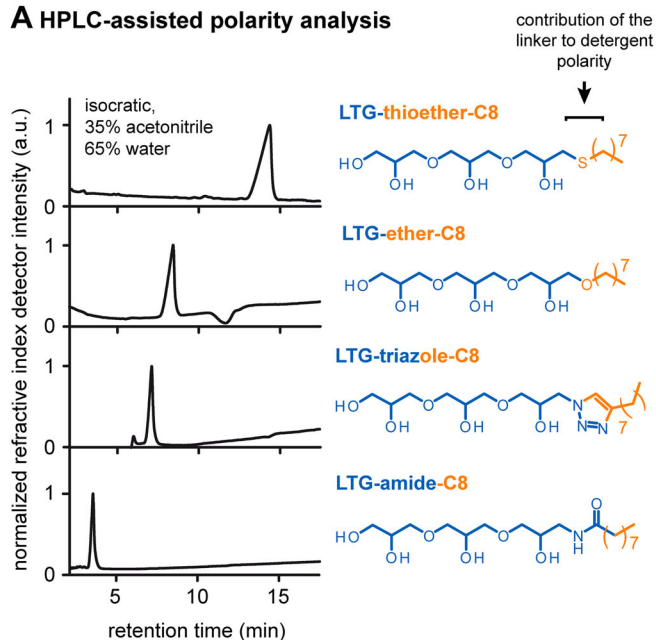 A HPLC-assisted polarity analysis
contribution of the
linker to detergent
polarity
normalized refractive index detector intensity (a.u.)
isocratic,
35% acetonitrile
65% water
1
0
LTG-thioether-C8
HO O O S 7
OH OH OH
1
0
LTG-ether-C8
HO O O O 7
OH OH OH
1
0
LTG-triazole-C8
HO O O N
OH OH OH N=N 7
1
0
LTG-amide-C8
O
HO O O N 7
OH OH OH H
5 10 15
retention time (min)